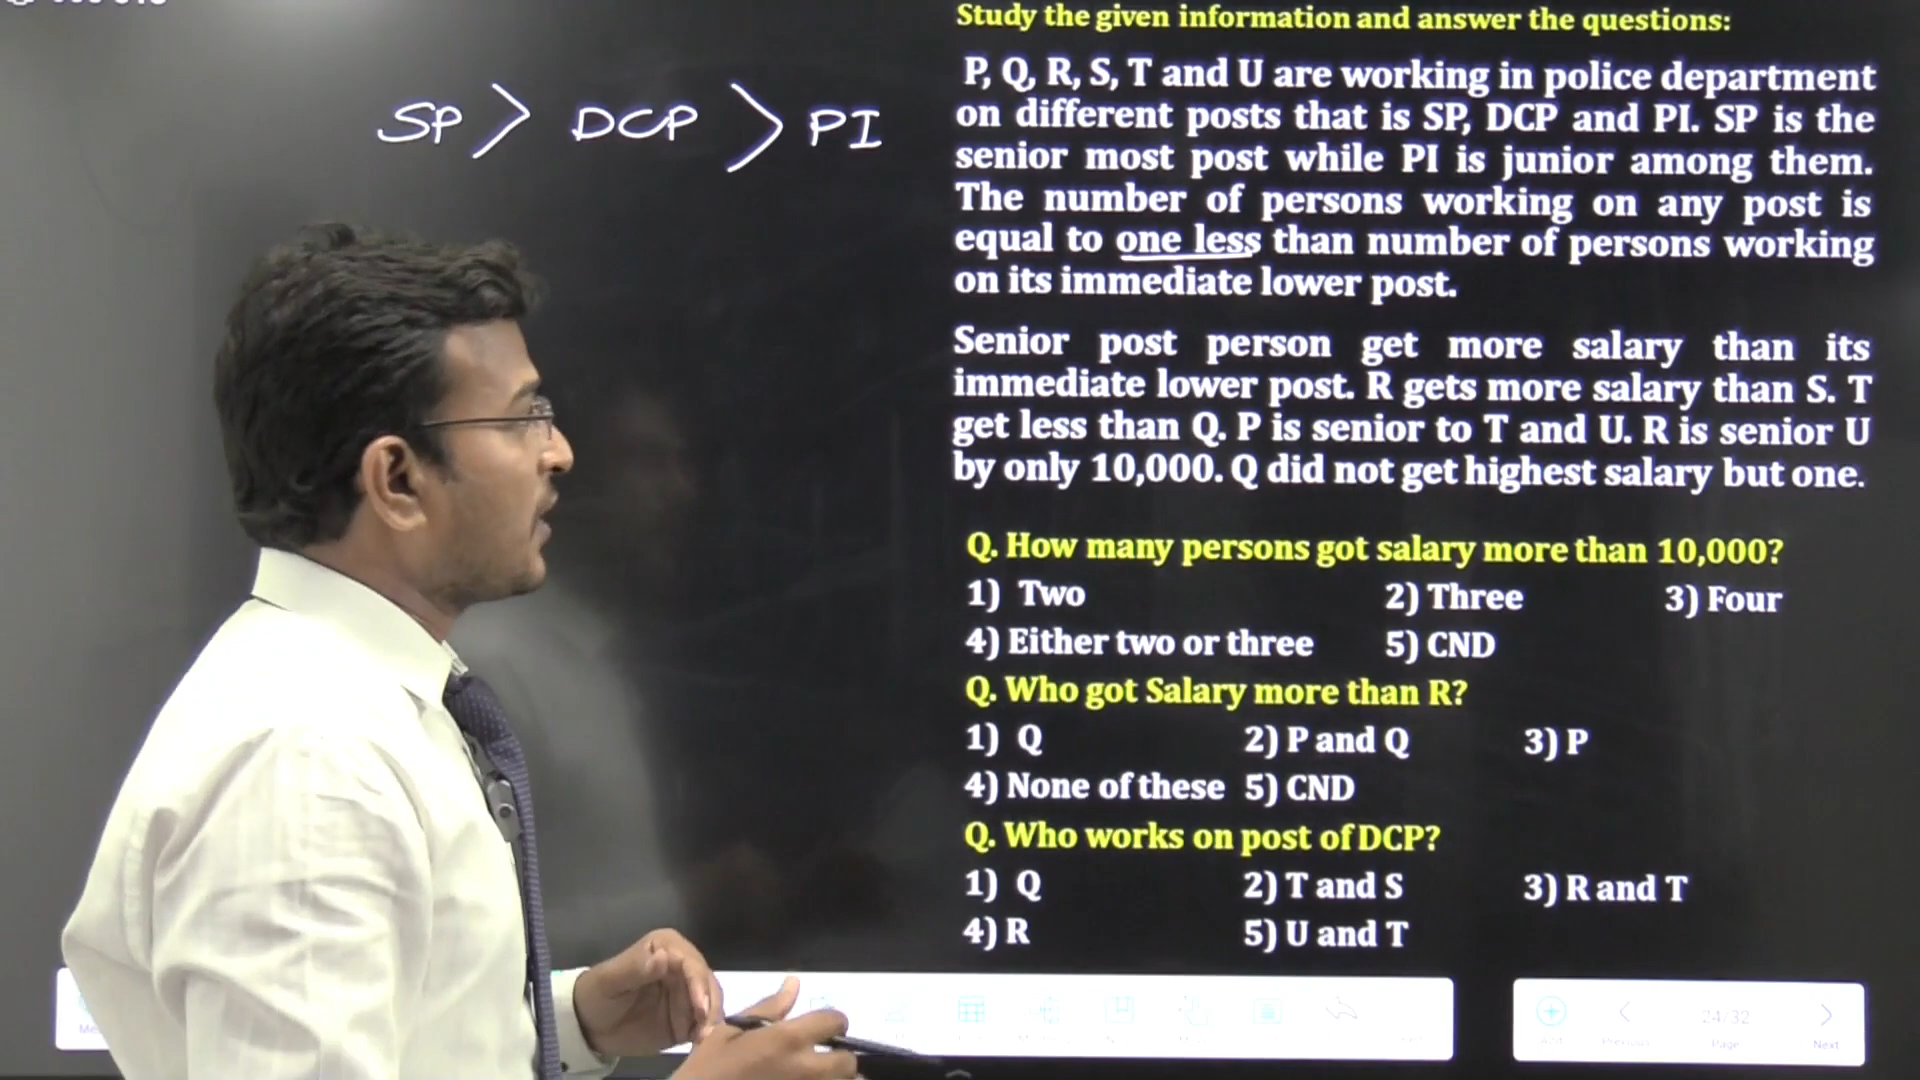 Study the given information and answer the questions:
SP > DCP > PI
P, Q, R, S, T and U are working in police department
on different posts that is SP, DCP and PI. SP is the
senior most post while PI is junior among them.
The number of persons working on any post is
equal to one less than number of persons working
on its immediate lower post.
Senior post person get more salary than its
immediate lower post. R gets more salary than S. T
get less than Q. P is senior to T and U. R is senior U
by only 10,000. Q did not get highest salary but one.
Q. How many persons got salary more than 10,000?
1) Two 2) Three 3) Four
4) Either two or three 5) CND
Q. Who got Salary more than R?
1) Q 2) P and Q 3) P
4) None of these 5) CND
Q. Who works on post of DCP?
1) Q 2) T and S 3) R and T
4) R 5) U and T
24/32
Add Previous Page Next